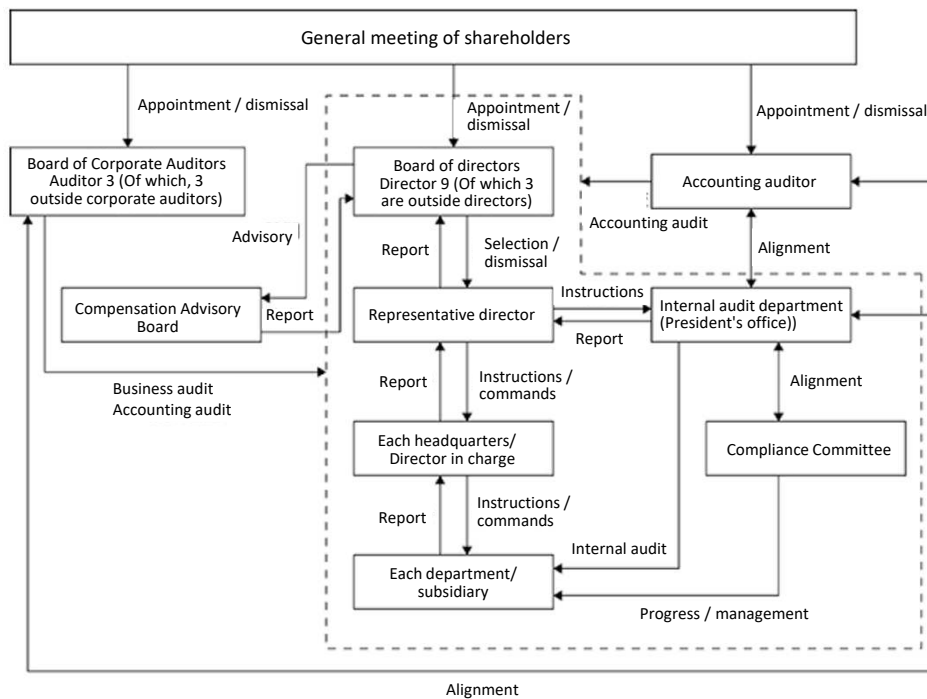 General meeting of shareholders
Appointment / dismissal
Appointment /
dismissal
Appointment / dismissal
Board of Corporate Auditors
Auditor 3 (Of which, 3
outside corporate auditors)
Board of directors
Director 9 (Of which 3
are outside directors)
Accounting auditor
Accounting audit
Advisory
Report
Selection /
dismissal
Alignment
Compensation Advisory
Board
Report
Representative director
Instructions
Report
Internal audit department
(President's office))
Business audit
Accounting audit
Report
Instructions /
commands
Alignment
Each headquarters/
Director in charge
Compliance Committee
Report
Instructions /
commands
Internal audit
Each department/
subsidiary
Progress / management
Alignment